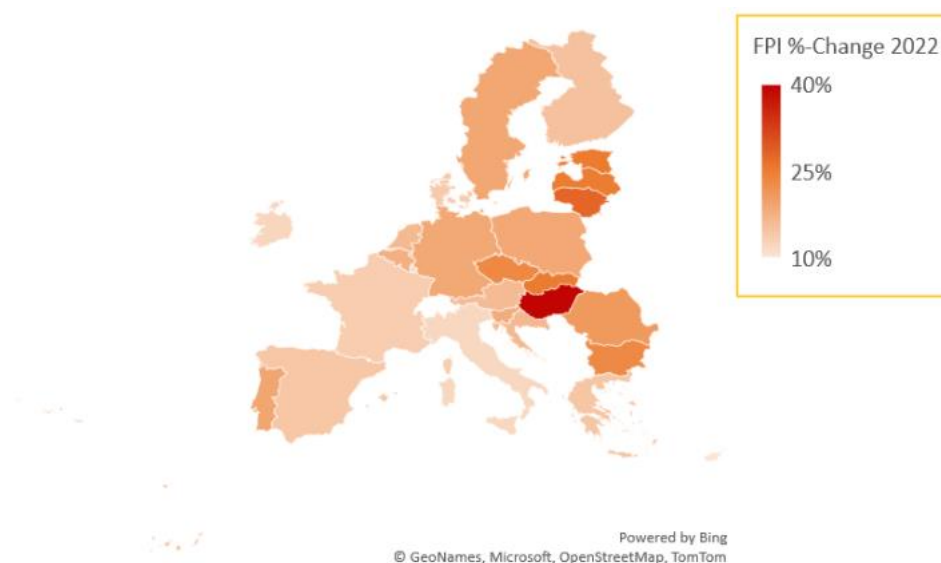 FPI %-Change 2022
40%
25%
10%
Powered by Bing
© GeoNames, Microsoft, OpenStreetMap, TomTom